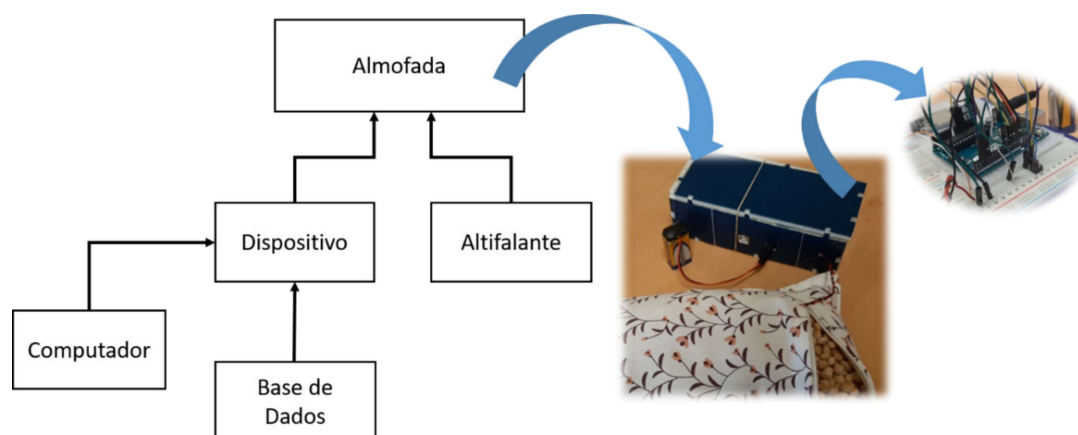 Almofada
Dispositivo
Altifalante
Computador
Base de
Dados